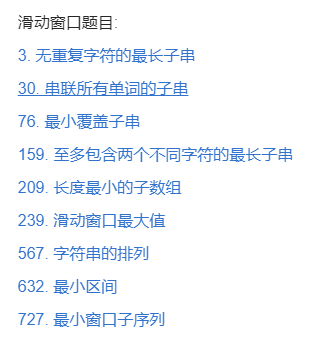 滑动窗口题目:
3. 无重复字符的最长子串
30. 串联所有单词的子串
76. 最小覆盖子串
159. 至多包含两个不同字符的最长子串
209. 长度最小的子数组
239. 滑动窗口最大值
567. 字符串的排列
632. 最小区间
727. 最小窗口子序列